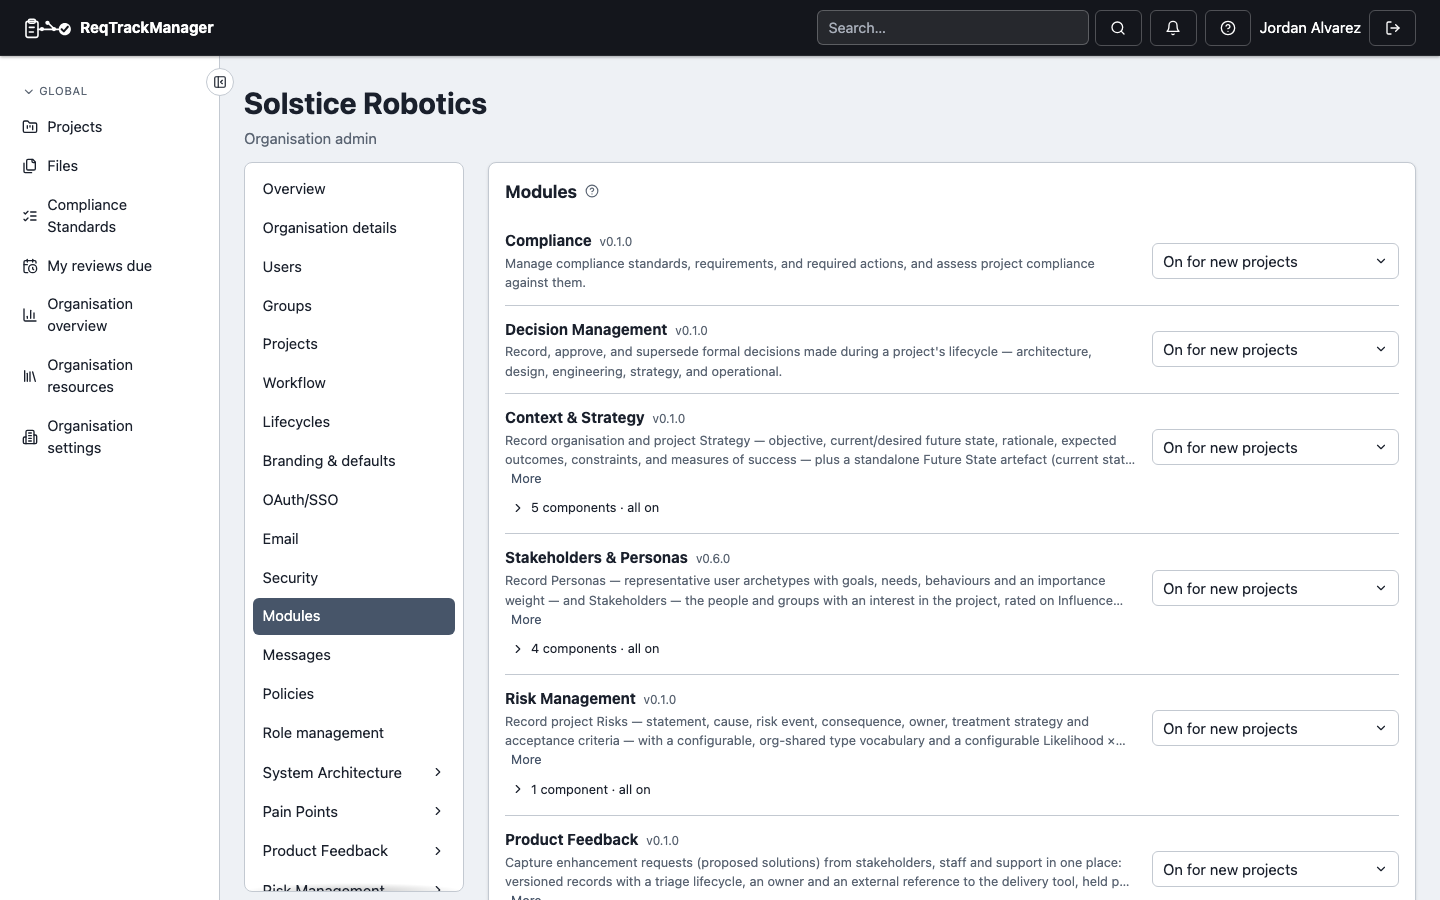 ReqTrackManager
Search...
Jordan Alvarez
GLOBAL
Projects
Files
Compliance
Standards
My reviews due
Organisation
overview
Organisation
resources
Organisation
settings
Solstice Robotics
Organisation admin
Overview
Organisation details
Users
Groups
Projects
Workflow
Lifecycles
Branding & defaults
OAuth/SSO
Email
Security
Modules
Messages
Policies
Role management
System Architecture
Pain Points
Product Feedback
Risk Management
Modules
Compliance v0.1.0
Manage compliance standards, requirements, and required actions, and assess project compliance
against them.
On for new projects
Decision Management v0.1.0
Record, approve, and supersede formal decisions made during a project's lifecycle — architecture,
design, engineering, strategy, and operational.
On for new projects
Context & Strategy v0.1.0
Record organisation and project Strategy — objective, current/desired future state, rationale, expected
outcomes, constraints, and measures of success — plus a standalone Future State artefact (current stat...
More
5 components · all on
On for new projects
Stakeholders & Personas v0.6.0
Record Personas — representative user archetypes with goals, needs, behaviours and an importance
weight — and Stakeholders — the people and groups with an interest in the project, rated on Influence...
More
4 components · all on
On for new projects
Risk Management v0.1.0
Record project Risks — statement, cause, risk event, consequence, owner, treatment strategy and
acceptance criteria — with a configurable, org-shared type vocabulary and a configurable Likelihood ×...
More
1 component · all on
On for new projects
Product Feedback v0.1.0
Capture enhancement requests (proposed solutions) from stakeholders, staff and support in one place:
versioned records with a triage lifecycle, an owner and an external reference to the delivery tool, held p...
More
On for new projects